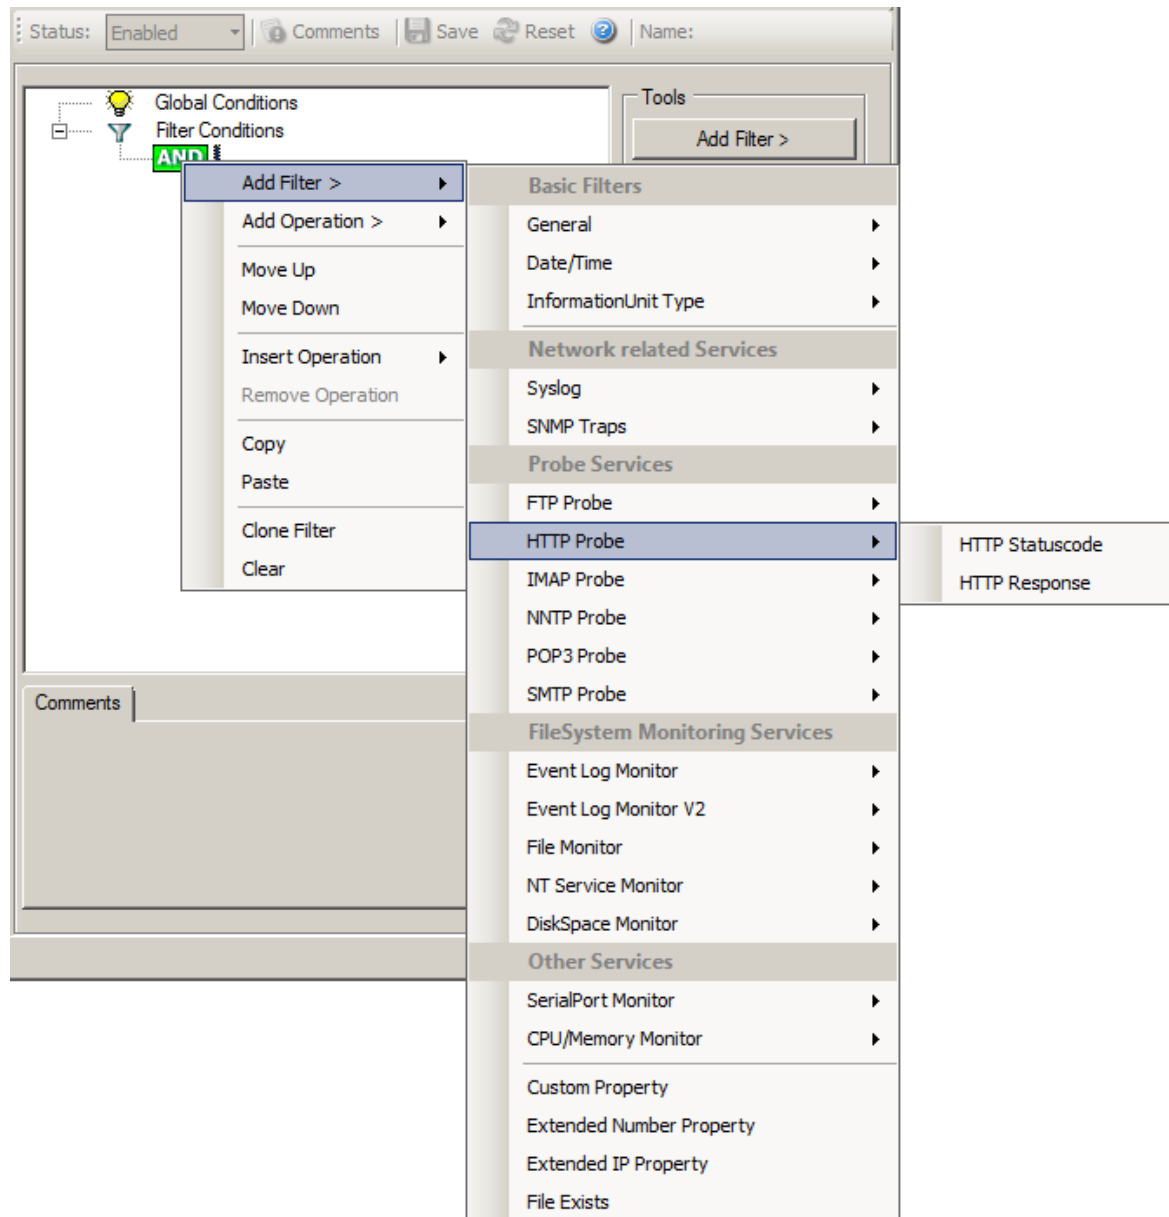 Status: Enabled Comments Save Reset Name:
Global Conditions
Filter Conditions
AND
Tools
Add Filter >
Add Filter >
Add Operation >
Move Up
Move Down
Insert Operation
Remove Operation
Copy
Paste
Clone Filter
Clear
Basic Filters
General
Date/Time
InformationUnit Type
Network related Services
Syslog
SNMP Traps
Probe Services
FTP Probe
HTTP Probe
IMAP Probe
NNTP Probe
POP3 Probe
SMTP Probe
FileSystem Monitoring Services
Event Log Monitor
Event Log Monitor V2
File Monitor
NT Service Monitor
DiskSpace Monitor
Other Services
SerialPort Monitor
CPU/Memory Monitor
Custom Property
Extended Number Property
Extended IP Property
File Exists
HTTP Statuscode
HTTP Response
Comments